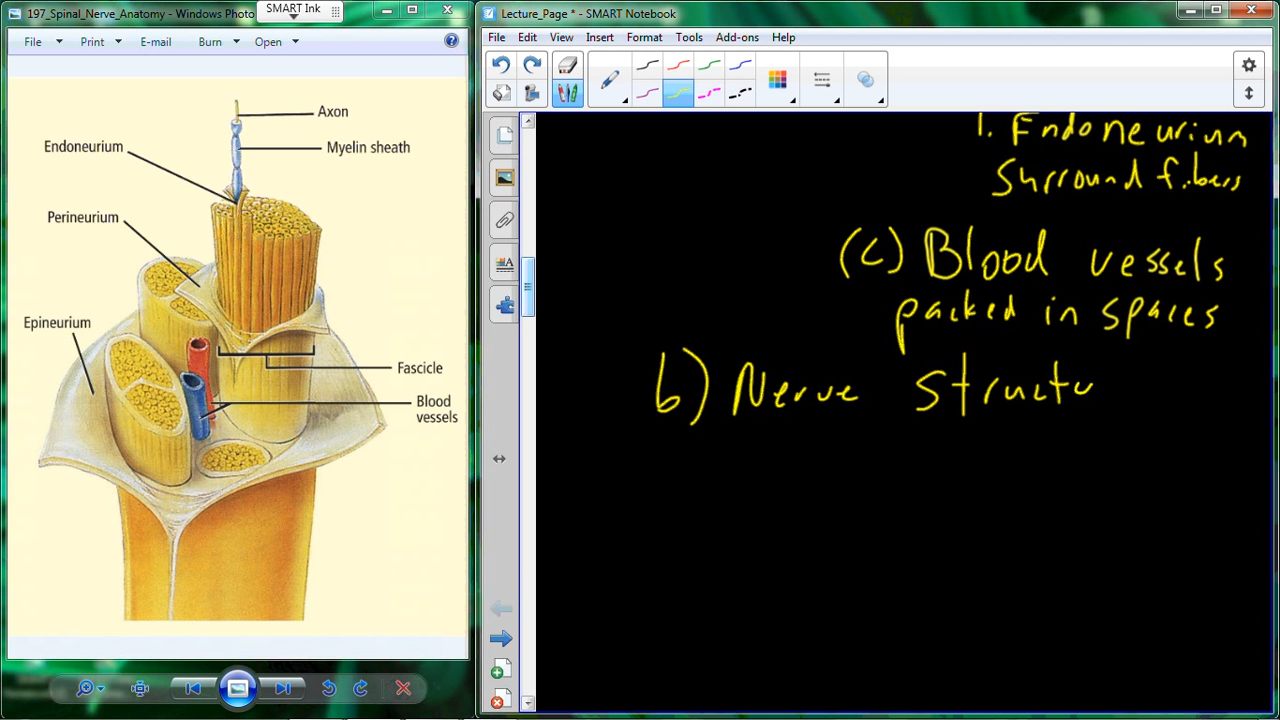 197_Spinal_Nerve_Anatomy - Windows Photo
SMART Ink
File Print E-mail Burn Open
Axon
Endoneurium
Myelin sheath
Perineurium
Epineurium
Fascicle
Blood
vessels
Lecture_Page * - SMART Notebook
File Edit View Insert Format Tools Add-ons Help
1. Endoneurium
surround fibers
(c) Blood vessels
packed in spaces
b) Nerve structu